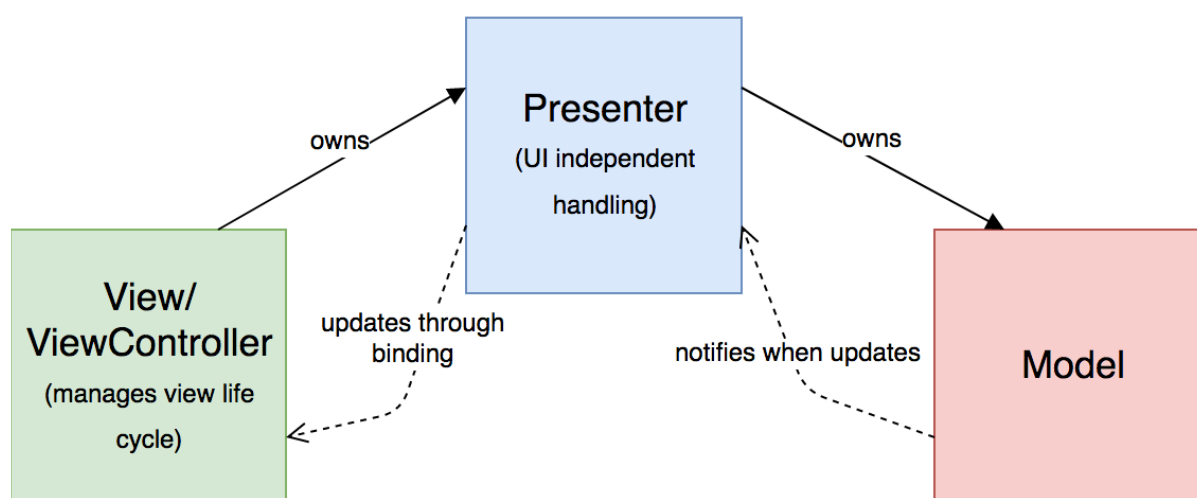 Presenter
(UI independent
handling)
owns
owns
View/
ViewController
(manages view life
cycle)
updates through
binding
notifies when updates
Model